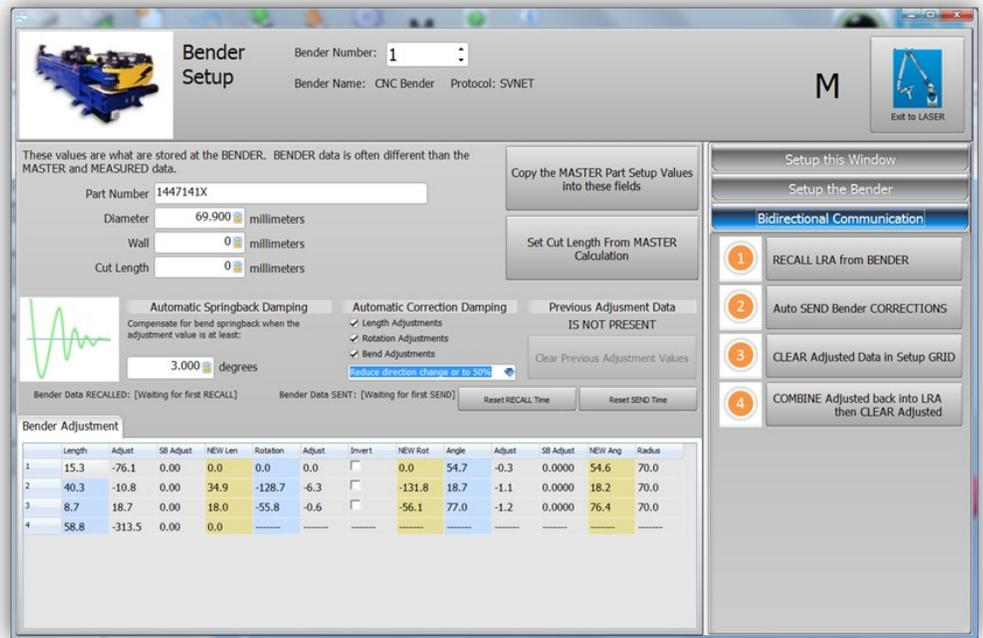 Bender Setup
Bender Number: 1
Bender Name: CNC Bender Protocol: SVNET
M
Exit to LASER
These values are what are stored at the BENDER. BENDER data is often different than the
MASTER and MEASURED data.
Part Number 1447141X
Diameter 69.900 millimeters
Wall 0 millimeters
Cut Length 0 millimeters
Copy the MASTER Part Setup Values
into these fields
Set Cut Length From MASTER
Calculation
Setup this Window
Setup the Bender
Bidirectional Communication
1 RECALL LRA from BENDER
2 Auto SEND Bender CORRECTIONS
3 CLEAR Adjusted Data in Setup GRID
4 COMBINE Adjusted back into LRA
then CLEAR Adjusted
Automatic Springback Damping
Compensate for bend springback when the
adjustment value is at least:
3.000 degrees
Automatic Correction Damping
Length Adjustments
Rotation Adjustments
Bend Adjustments
Reduce direction change or to 50%
Previous Adjusment Data
IS NOT PRESENT
Clear Previous Adjustment Values
Bender Data RECALLED: [Waiting for first RECALL] Bender Data SENT: [Waiting for first SEND] Reset RECALL Time Reset SEND Time
Bender Adjustment
Length Adjust SB Adjust NEW Len Rotation Adjust Invert NEW Rot Angle Adjust SB Adjust NEW Ang Radius
1 15.3 -76.1 0.00 0.0 0.0 0.0 0.0 54.7 -0.3 0.0000 54.6 70.0
2 40.3 -10.8 0.00 34.9 -128.7 -6.3 -131.8 18.7 -1.1 0.0000 18.2 70.0
3 8.7 18.7 0.00 18.0 -55.8 -0.6 -56.1 77.0 -1.2 0.0000 76.4 70.0
4 58.8 -313.5 0.00 0.0 ------- ------- ------- ------- ------- ------- ------- ------- -------